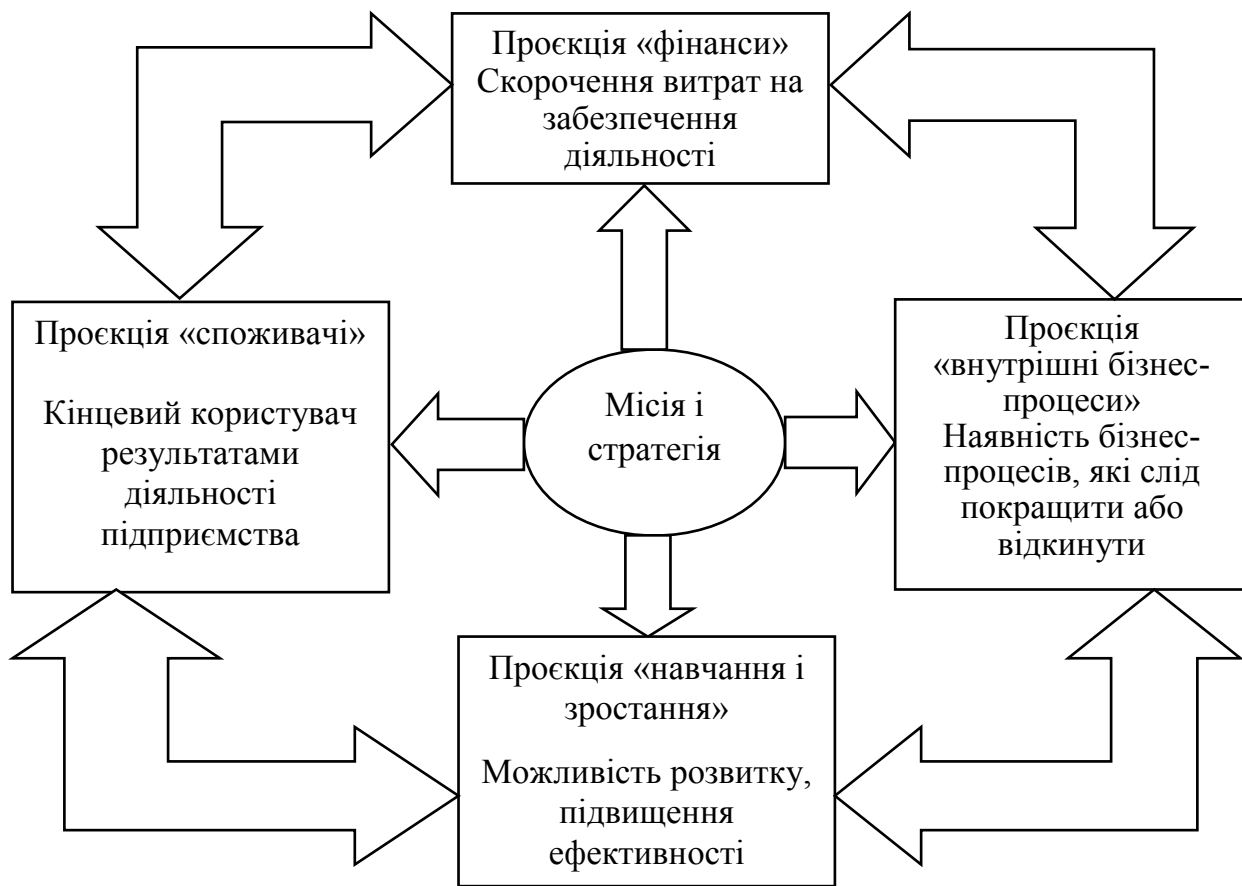 Проєкція «фінанси»
Скорочення витрат на
забезпечення
діяльності
Проєкція «споживачі»
Кінцевий користувач
результатами
діяльності
підприємства
Місія і
стратегія
Проєкція
«внутрішні бізнес-
процеси»
Наявність бізнес-
процесів, які слід
покращити або
відкинути
Проєкція «навчання і
зростання»
Можливість розвитку,
підвищення
ефективності